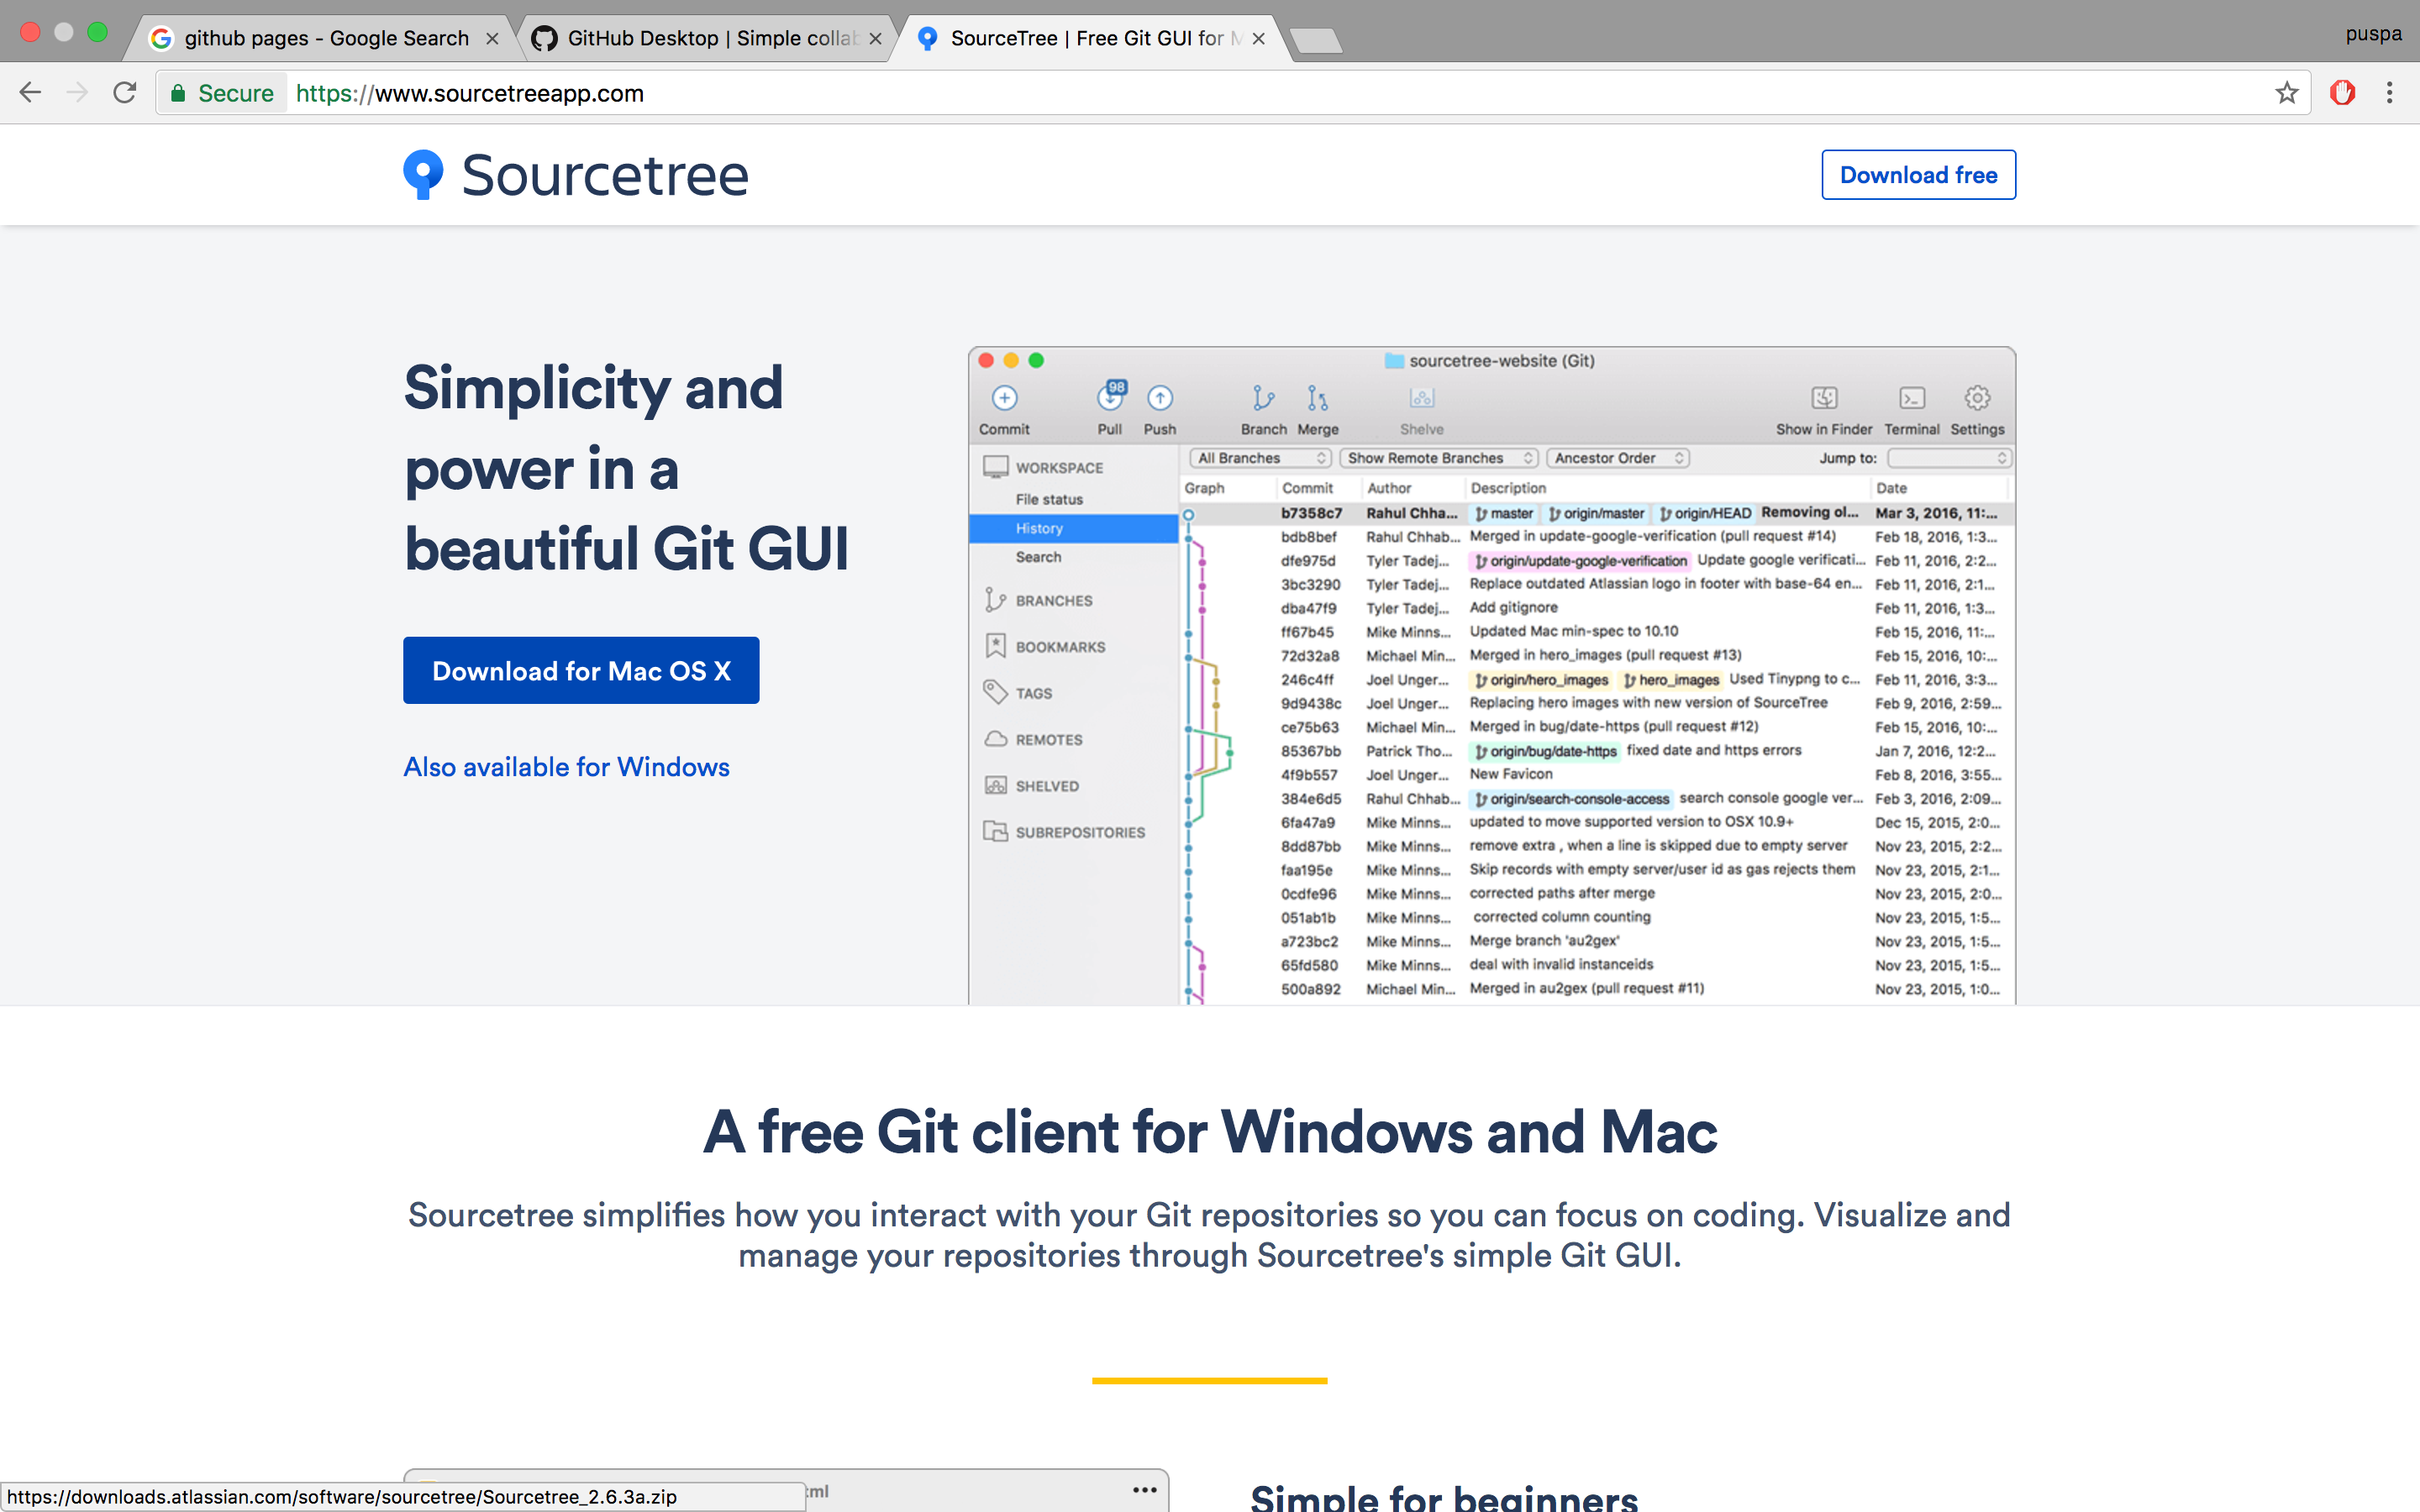 github pages - Google Search
GitHub Desktop | Simple collab
SourceTree | Free Git GUI for M
puspa
Secure https://www.sourcetreeapp.com
Sourcetree
Download free
Simplicity and
power in a
beautiful Git GUI
Download for Mac OS X
Also available for Windows
sourcetree-website (Git)
98
Commit Pull Push Branch Merge Shelve Show in Finder Terminal Settings
WORKSPACE
File status
History
Search
BRANCHES
BOOKMARKS
TAGS
REMOTES
SHELVED
SUBREPOSITORIES
All Branches Show Remote Branches Ancestor Order Jump to:
Graph Commit Author Description Date
b7358c7 Rahul Chha... master origin/master origin/HEAD Removing ol... Mar 3, 2016, 11:...
bdb8bef Rahul Chhab... Merged in update-google-verification (pull request #14) Feb 18, 2016, 1:3...
dfe975d Tyler Tadej... origin/update-google-verification Update google verificati... Feb 11, 2016, 2:2...
3bc3290 Tyler Tadej... Replace outdated Atlassian logo in footer with base-64 en... Feb 11, 2016, 2:1...
dba47f9 Tyler Tadej... Add gitignore Feb 11, 2016, 1:3...
ff67b45 Mike Minns... Updated Mac min-spec to 10.10 Feb 15, 2016, 11:...
72d32a8 Michael Min... Merged in hero_images (pull request #13) Feb 15, 2016, 10:...
246c4ff Joel Unger... origin/hero_images hero_images Used Tinypng to c... Feb 11, 2016, 3:3...
9d9438c Joel Unger... Replacing hero images with new version of SourceTree Feb 9, 2016, 2:59...
ce75b63 Michael Min... Merged in bug/date-https (pull request #12) Feb 15, 2016, 10:...
85367bb Patrick Tho... origin/bug/date-https fixed date and https errors Jan 7, 2016, 12:2...
4f9b557 Joel Unger... New Favicon Feb 8, 2016, 3:55...
384e6d5 Rahul Chhab... origin/search-console-access search console google ver... Feb 3, 2016, 2:09...
6fa47a9 Mike Minns... updated to move supported version to OSX 10.9+ Dec 15, 2015, 2:0...
8dd87bb Mike Minns... remove extra , when a line is skipped due to empty server Nov 23, 2015, 2:2...
faa195e Mike Minns... Skip records with empty server/user id as gas rejects them Nov 23, 2015, 2:1...
0cdfe96 Mike Minns... corrected paths after merge Nov 23, 2015, 2:0...
051ab1b Mike Minns... corrected column counting Nov 23, 2015, 1:5...
a723bc2 Mike Minns... Merge branch 'au2gex' Nov 23, 2015, 1:5...
65fd580 Mike Minns... deal with invalid instanceids Nov 23, 2015, 1:5...
500a892 Michael Min... Merged in au2gex (pull request #11) Nov 23, 2015, 1:0...
A free Git client for Windows and Mac
Sourcetree simplifies how you interact with your Git repositories so you can focus on coding. Visualize and
manage your repositories through Sourcetree's simple Git GUI.
Simple for beginners
https://downloads.atlassian.com/software/sourcetree/Sourcetree_2.6.3a.zip